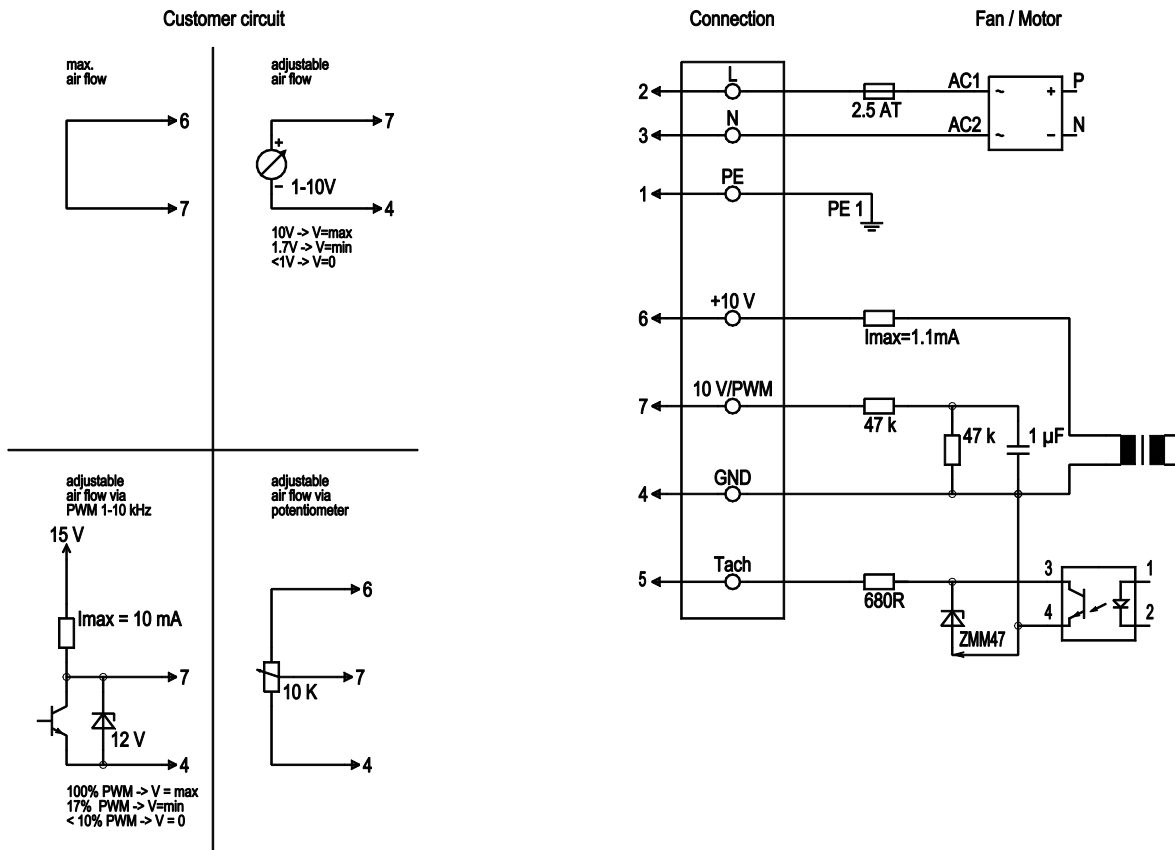 Customer circuit
Connection
Fan / Motor
max.
air flow
6
7
adjustable
air flow
7
+
−
1-10V
4
10V -> V=max
1.7V -> V=min
<1V -> V=0
adjustable
air flow via
PWM 1-10 kHz
15 V
Imax = 10 mA
7
12 V
4
100% PWM -> V = max
17% PWM -> V=min
< 10% PWM -> V = 0
adjustable
air flow via
potentiometer
6
7
10 K
4
2
L
2.5 AT
AC1
~
+
P
3
N
AC2
~
−
N
1
PE
PE 1
6
+10 V
Imax=1.1mA
7
10 V/PWM
47 k
47 k
1 µF
4
GND
5
Tach
680R
ZMM47
3
4
1
2